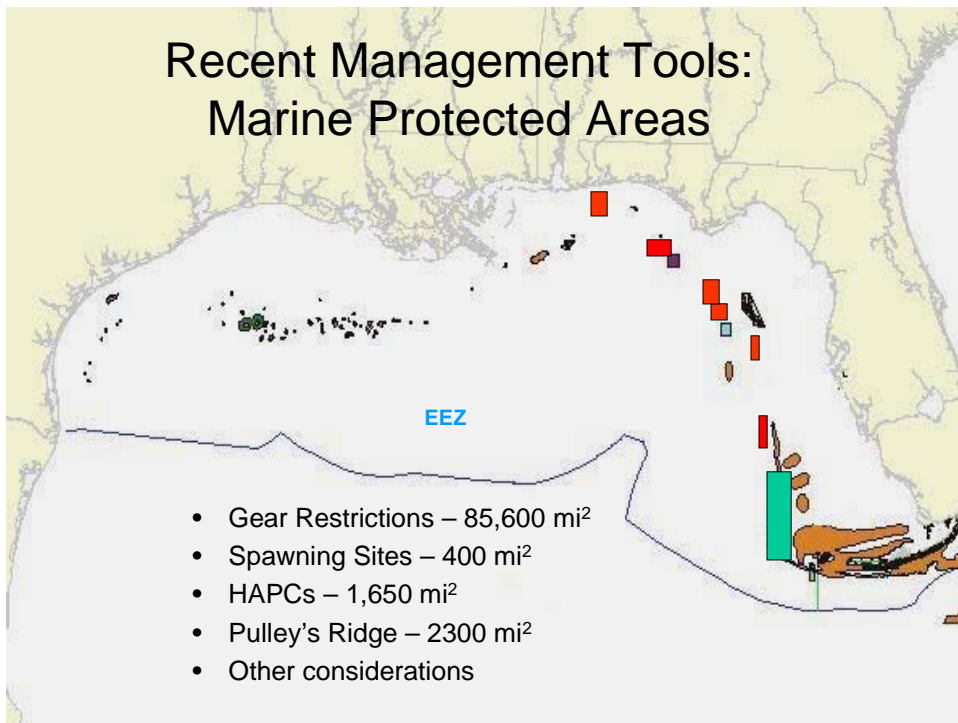 Recent Management Tools:
Marine Protected Areas
EEZ
• Gear Restrictions – 85,600 mi²
• Spawning Sites – 400 mi²
• HAPCs – 1,650 mi²
• Pulley's Ridge – 2300 mi²
• Other considerations